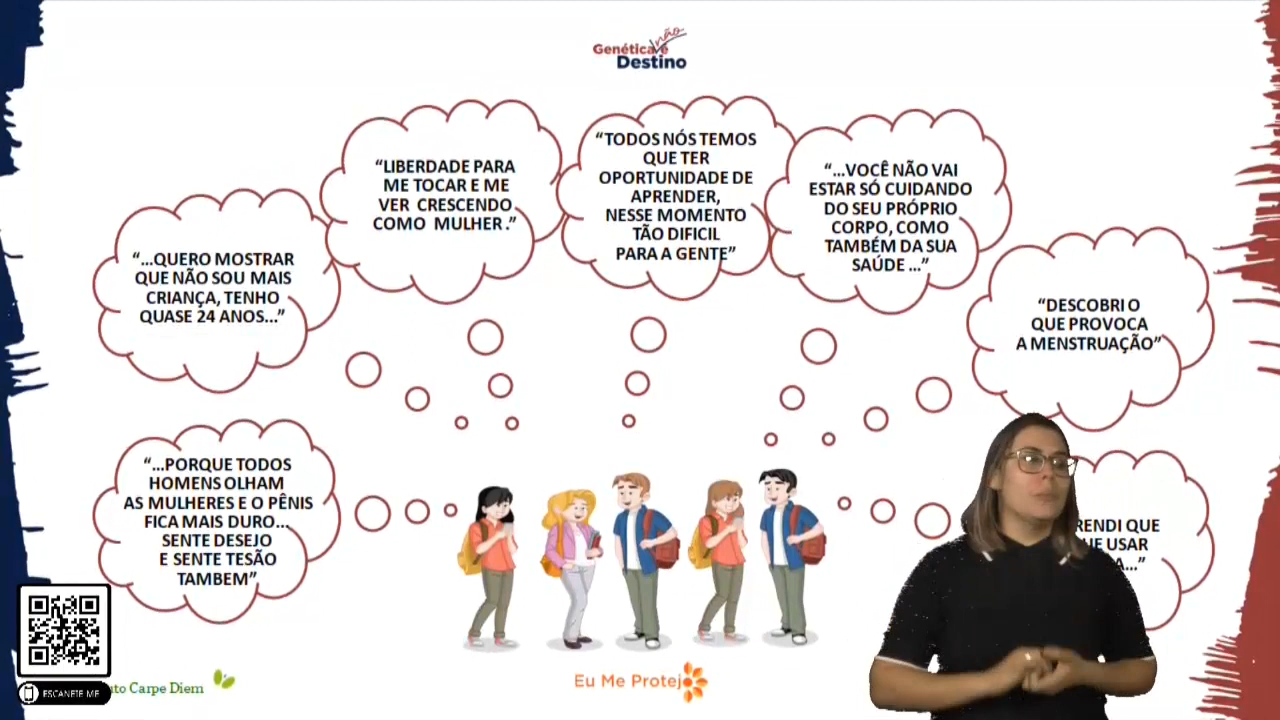 Genética não é
Destino
“...QUERO MOSTRAR
QUE NÃO SOU MAIS
CRIANÇA, TENHO
QUASE 24 ANOS...”
“LIBERDADE PARA
ME TOCAR E ME
VER CRESCENDO
COMO MULHER.”
“TODOS NÓS TEMOS
QUE TER
OPORTUNIDADE DE
APRENDER,
NESSE MOMENTO
TÃO DIFICIL
PARA A GENTE”
“...VOCÊ NÃO VAI
ESTAR SÓ CUIDANDO
DO SEU PRÓPRIO
CORPO, COMO
TAMBÉM DA SUA
SAÚDE ...”
“DESCOBRI O
QUE PROVOCA
A MENSTRUAÇÃO”
“...PORQUE TODOS
HOMENS OLHAM
AS MULHERES E O PÊNIS
FICA MAIS DURO...
SENTE DESEJO
E SENTE TESÃO
TAMBEM”
QUE
USAR
ESCANEIE ME
Carpe Diem
Eu Me Protejo